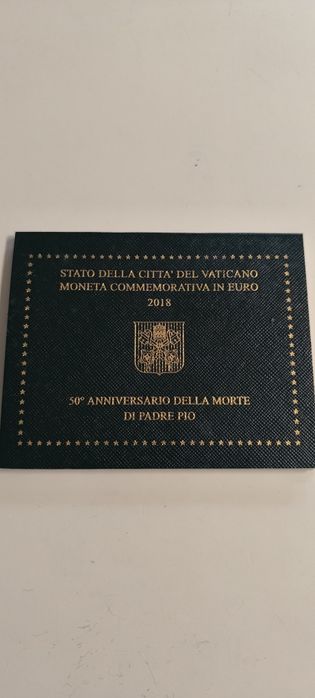 STATO DELLA CITTA' DEL VATICANO
MONETA COMMEMORATIVA IN EURO
2018
50° ANNIVERSARIO DELLA MORTE
DI PADRE PIO